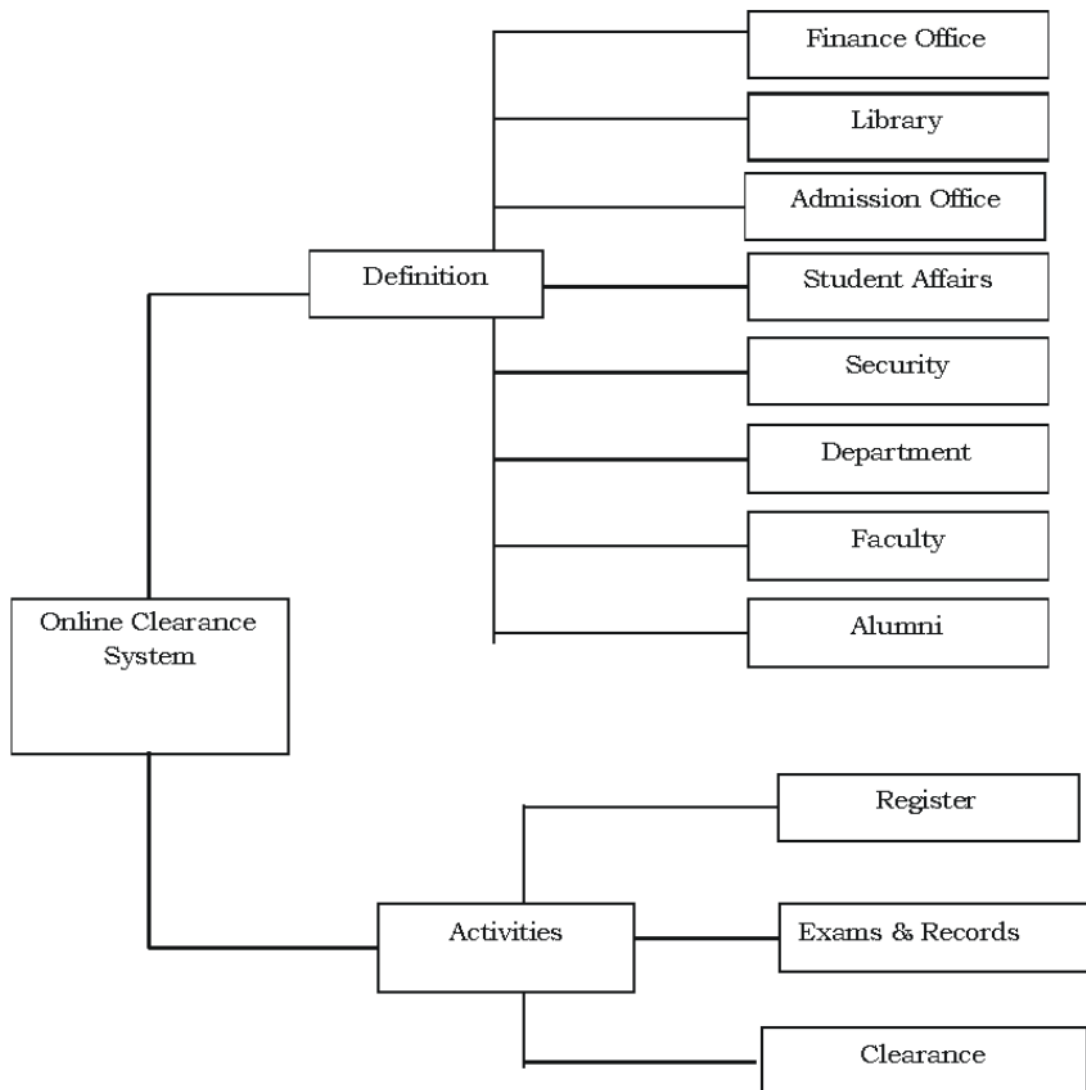 Finance Office
Library
Admission Office
Definition
Student Affairs
Security
Department
Faculty
Online Clearance
System
Alumni
Register
Activities
Exams & Records
Clearance